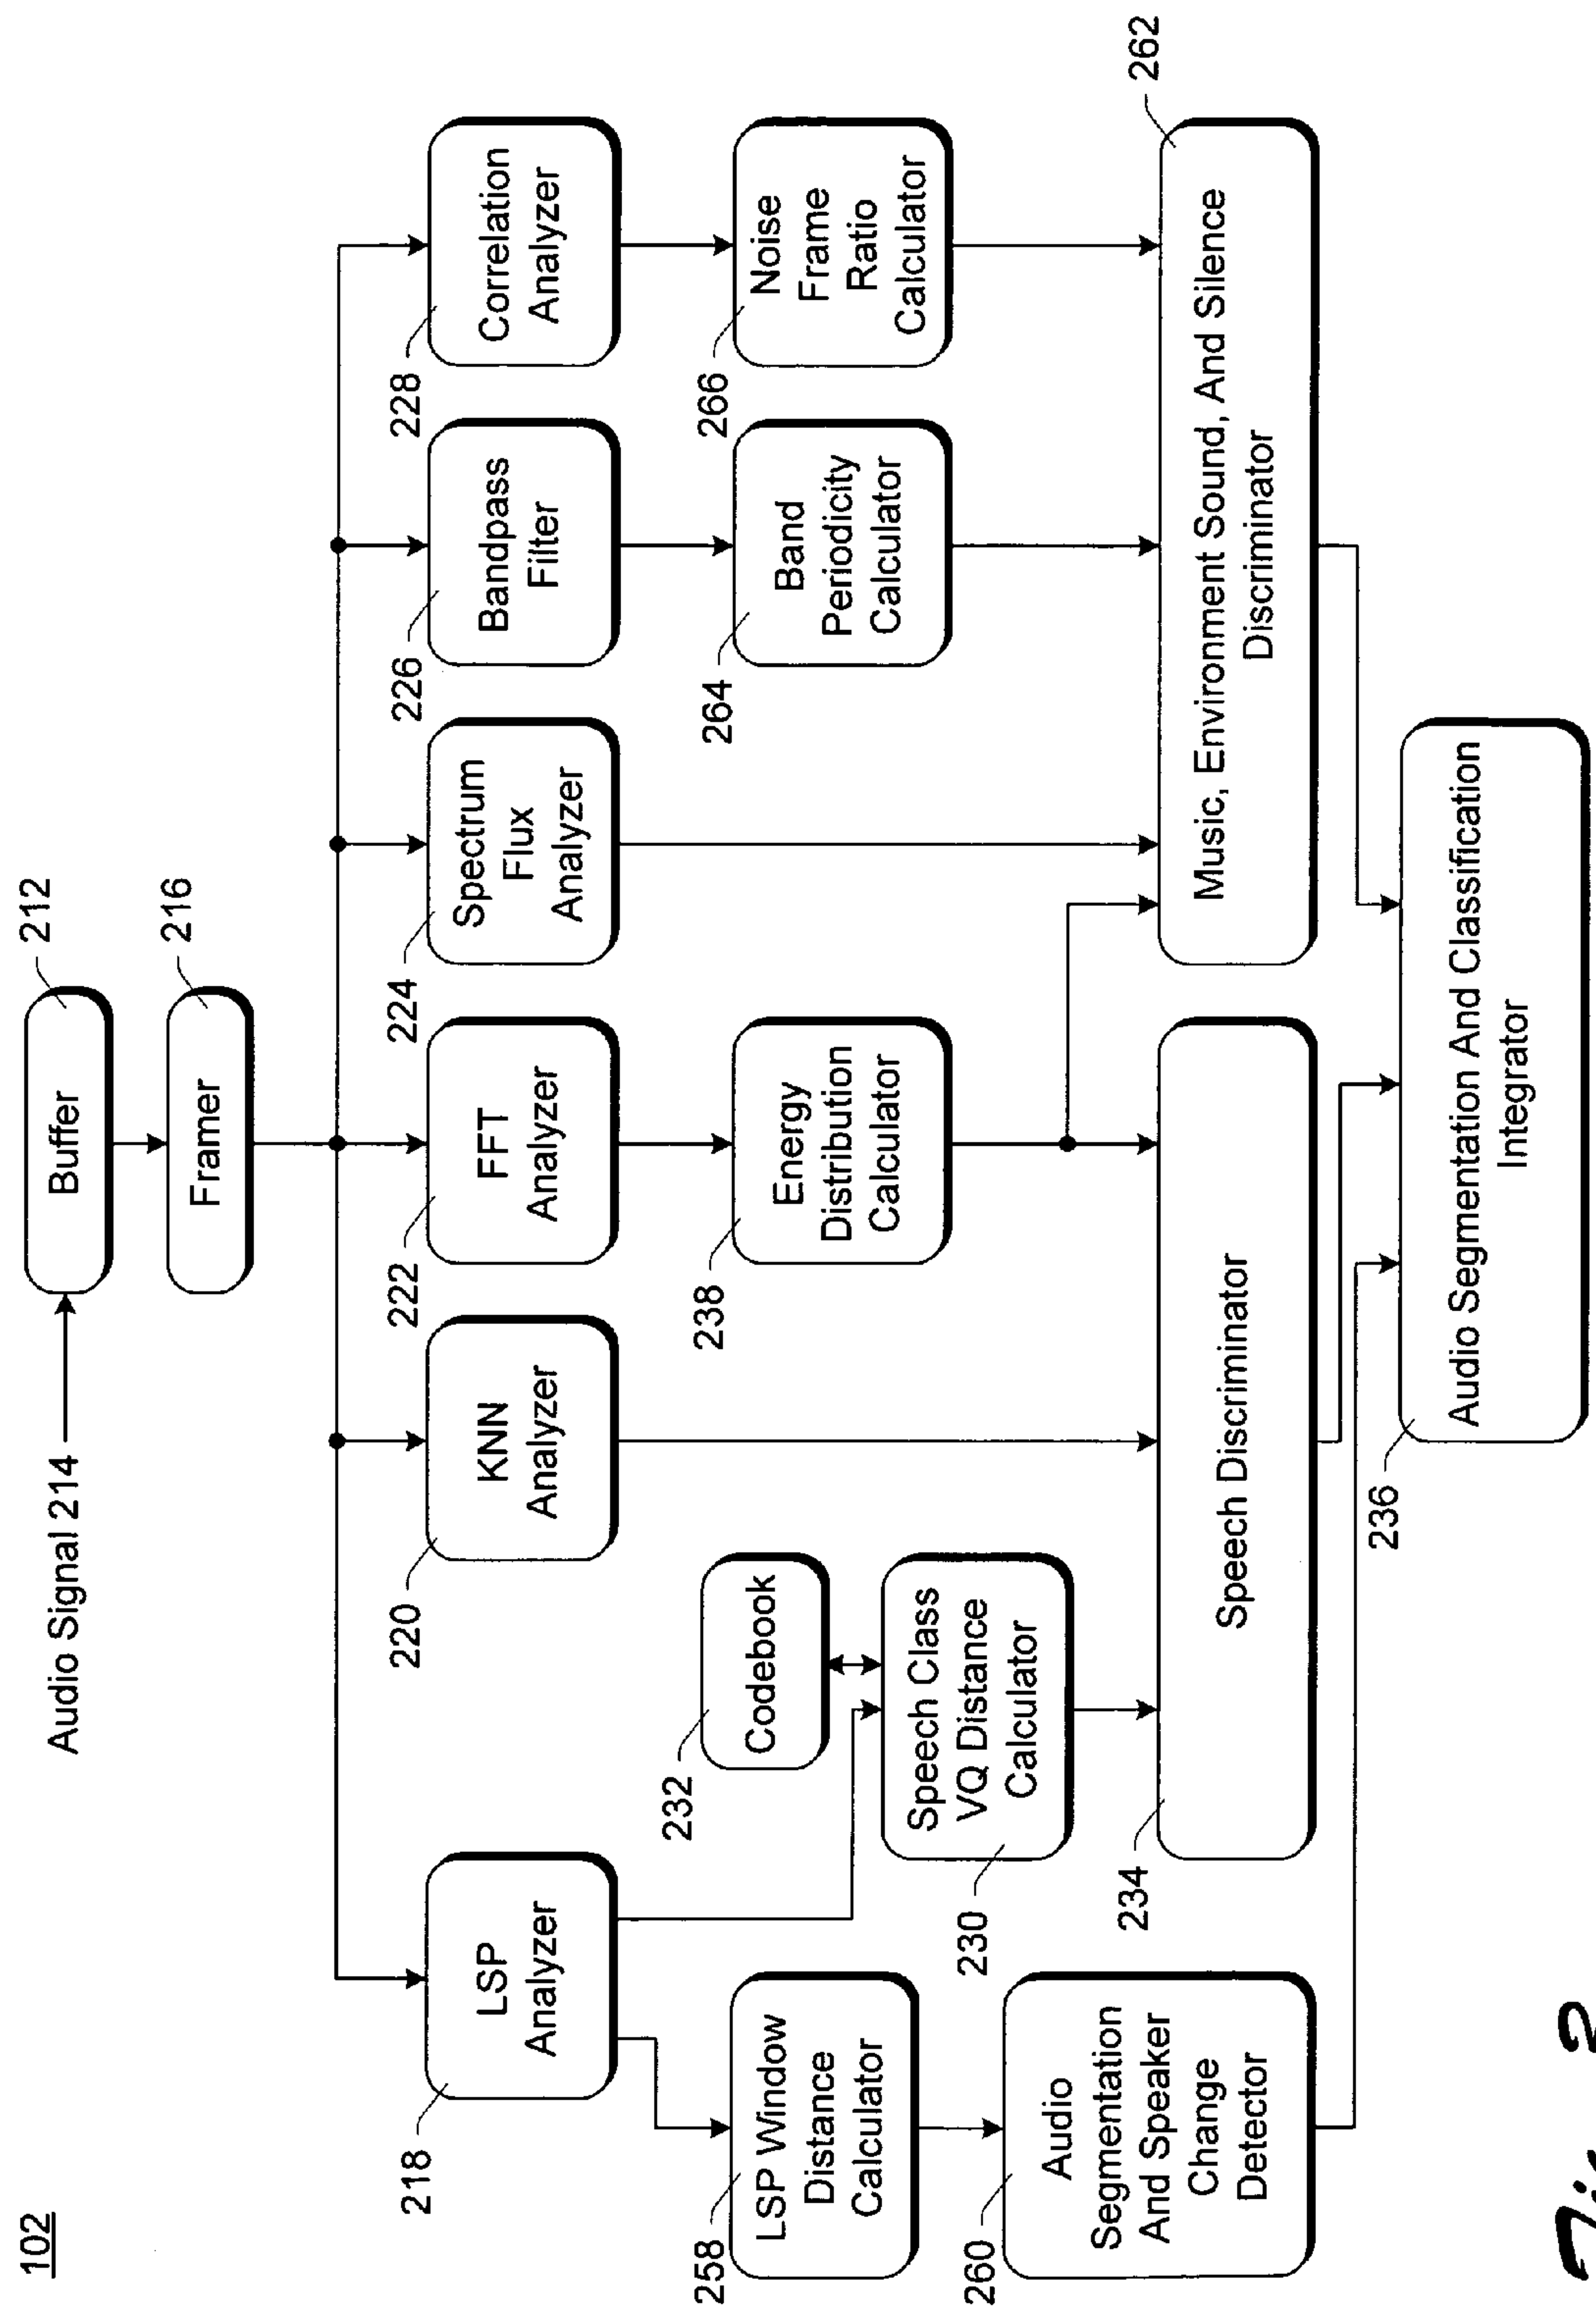 102
Audio Signal 214
Buffer
212
Framer
216
218
LSP
Analyzer
220
KNN
Analyzer
222
FFT
Analyzer
224
Spectrum
Flux
Analyzer
226
Bandpass
Filter
228
Correlation
Analyzer
232
Codebook
258
LSP Window
Distance
Calculator
230
Speech Class
VQ Distance
Calculator
238
Energy
Distribution
Calculator
264
Band
Periodicity
Calculator
266
Noise
Frame
Ratio
Calculator
260
Audio
Segmentation
And Speaker
Change
Detector
234
Speech Discriminator
262
Music, Environment Sound, And Silence
Discriminator
236
Audio Segmentation And Classification
Integrator
Fig. 2